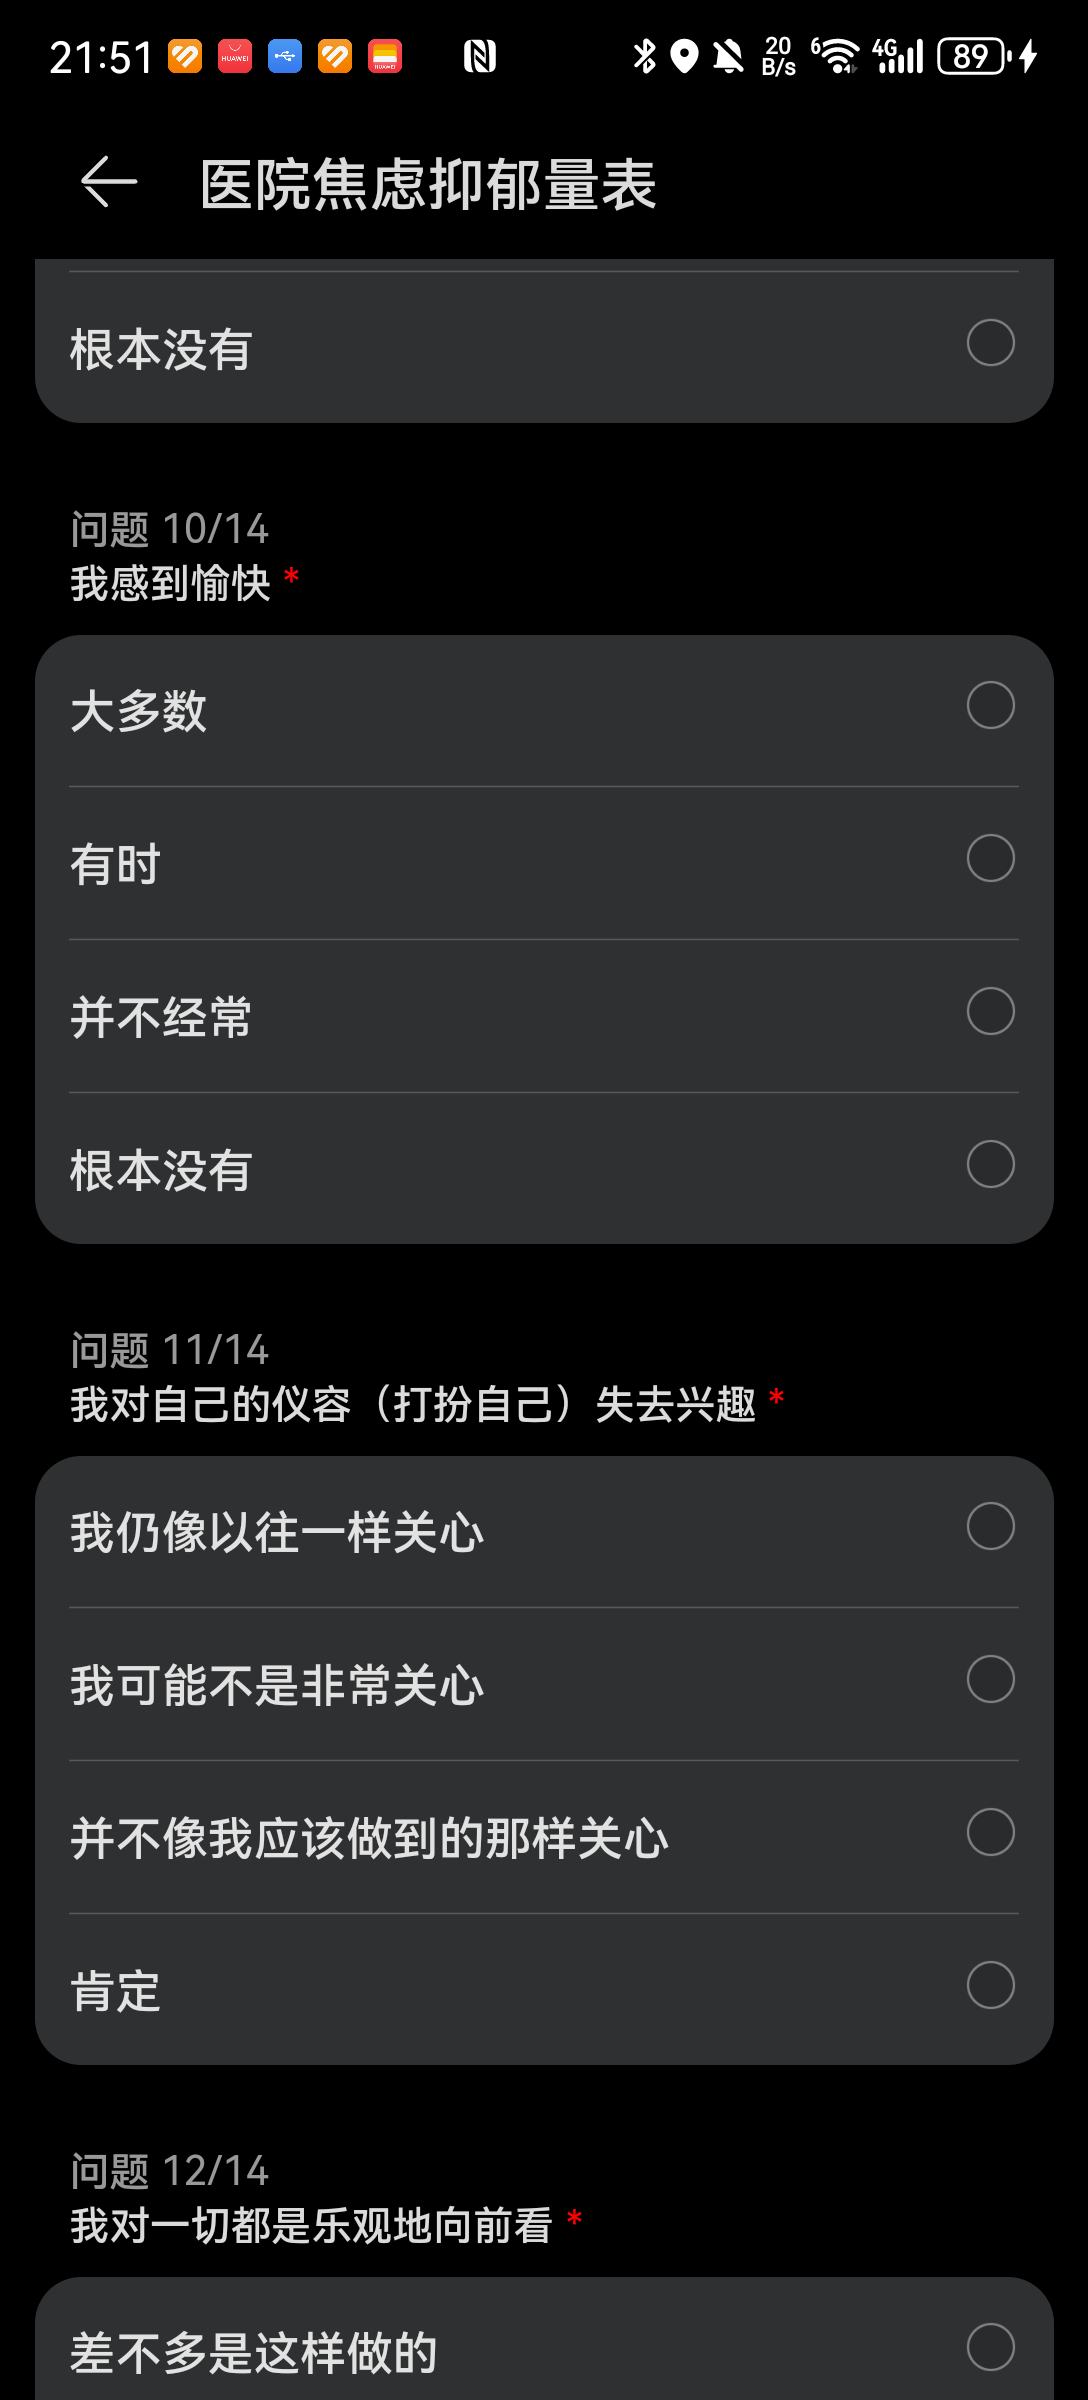 21:51
HUAWEI
HUAWEI
20
B/s
6
4G
89
医院焦虑抑郁量表
根本没有
问题 10/14
我感到愉快 *
大多数
有时
并不经常
根本没有
问题 11/14
我对自己的仪容（打扮自己）失去兴趣 *
我仍像以往一样关心
我可能不是非常关心
并不像我应该做到的那样关心
肯定
问题 12/14
我对一切都是乐观地向前看 *
差不多是这样做的